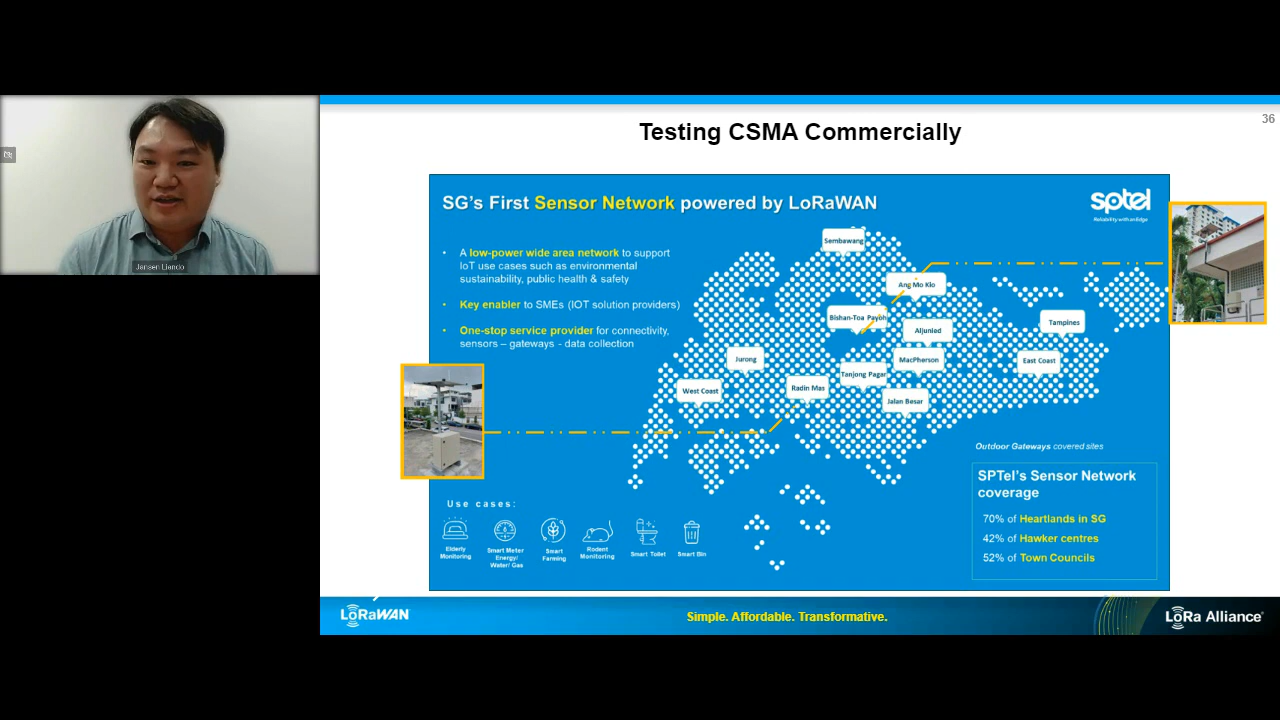 36
Testing CSMA Commercially
SG's First Sensor Network powered by LoRaWAN
sptel
Reliability with an Edge
• A low-power wide area network to support
IoT use cases such as environmental
sustainability, public health & safety
• Key enabler to SMEs (IOT solution providers)
• One-stop service provider for connectivity,
sensors – gateways - data collection
Sembawang
Ang Mo Kio
Bishan-Toa Payoh
Aljunied
Tampines
Jurong
MacPherson
East Coast
West Coast
Radin Mas
Tanjong Pagar
Jalan Besar
Outdoor Gateways covered sites
SPTel's Sensor Network
coverage
70% of Heartlands in SG
42% of Hawker centres
52% of Town Councils
Use cases:
Elderly
Monitoring
Smart Meter
Energy/
Water/ Gas
Smart
Farming
Rodent
Monitoring
Smart Toilet
Smart Bin
Jansen Liando
LoRaWAN
Simple. Affordable. Transformative.
LoRa Alliance